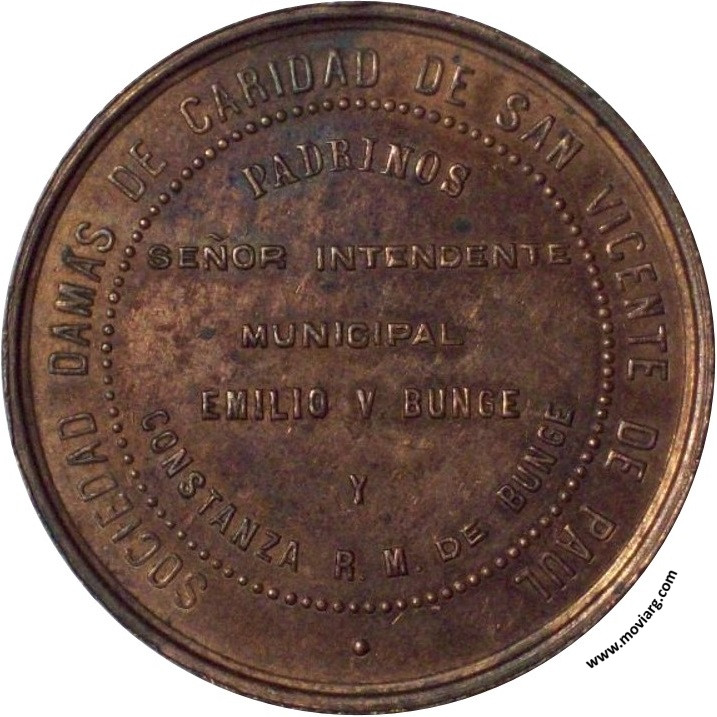 SOCIEDAD DAMAS DE CARIDAD DE SAN VICENTE DE PAUL
PADRINOS
SEÑOR INTENDENTE
MUNICIPAL
EMILIO V. BUNGE
Y
CONSTANZA R. M. DE BUNGE
www.moviarg.com